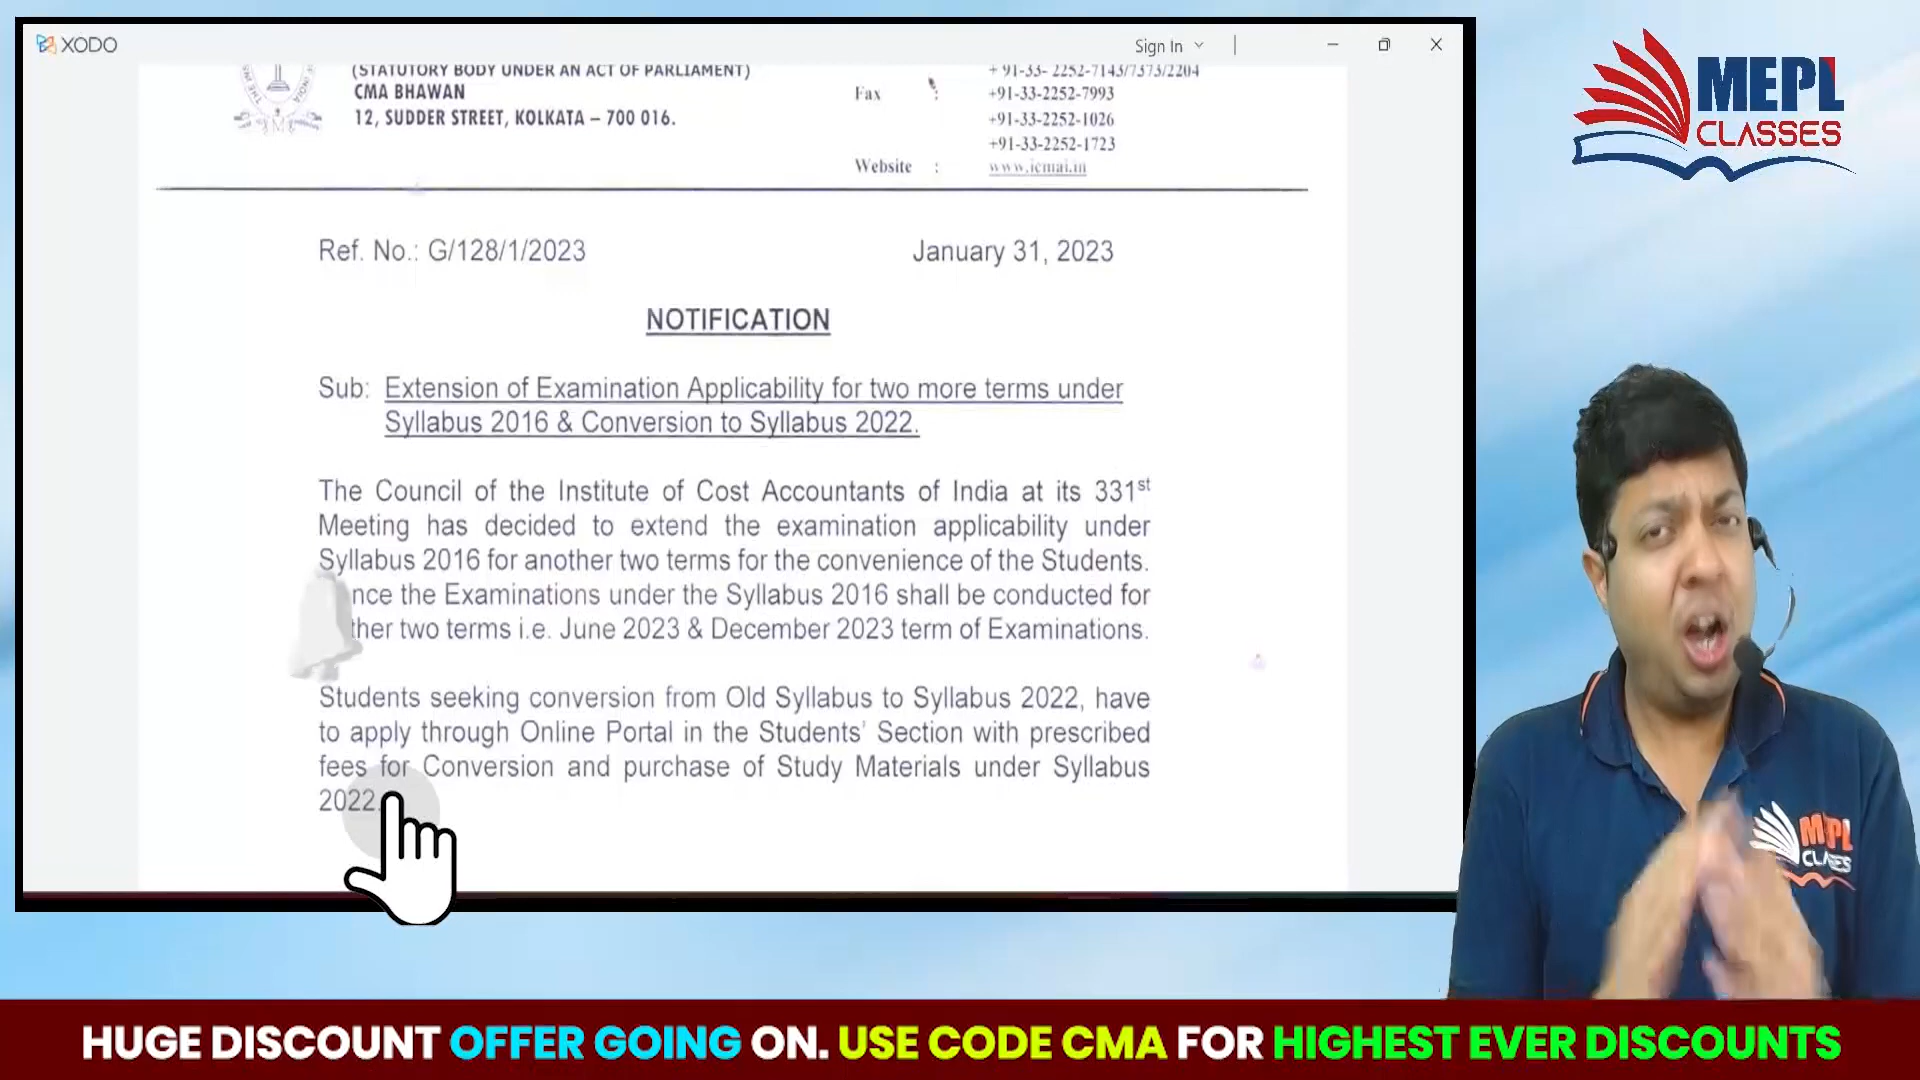 XODO
Sign In
(STATUTORY BODY UNDER AN ACT OF PARLIAMENT)
CMA BHAWAN
12, SUDDER STREET, KOLKATA – 700 016.
+ 91-33- 2252-7143/7373/2204
Fax : +91-33-2252-7993
+91-33-2252-1026
+91-33-2252-1723
Website : www.icmai.in
Ref. No.: G/128/1/2023
January 31, 2023
NOTIFICATION
Sub: Extension of Examination Applicability for two more terms under
Syllabus 2016 & Conversion to Syllabus 2022.
The Council of the Institute of Cost Accountants of India at its 331st
Meeting has decided to extend the examination applicability under
Syllabus 2016 for another two terms for the convenience of the Students.
nce the Examinations under the Syllabus 2016 shall be conducted for
ther two terms i.e. June 2023 & December 2023 term of Examinations.
Students seeking conversion from Old Syllabus to Syllabus 2022, have
to apply through Online Portal in the Students' Section with prescribed
fees for Conversion and purchase of Study Materials under Syllabus
2022.
MEPL
CLASSES
MEPL
CLASSES
HUGE DISCOUNT OFFER GOING ON. USE CODE CMA FOR HIGHEST EVER DISCOUNTS